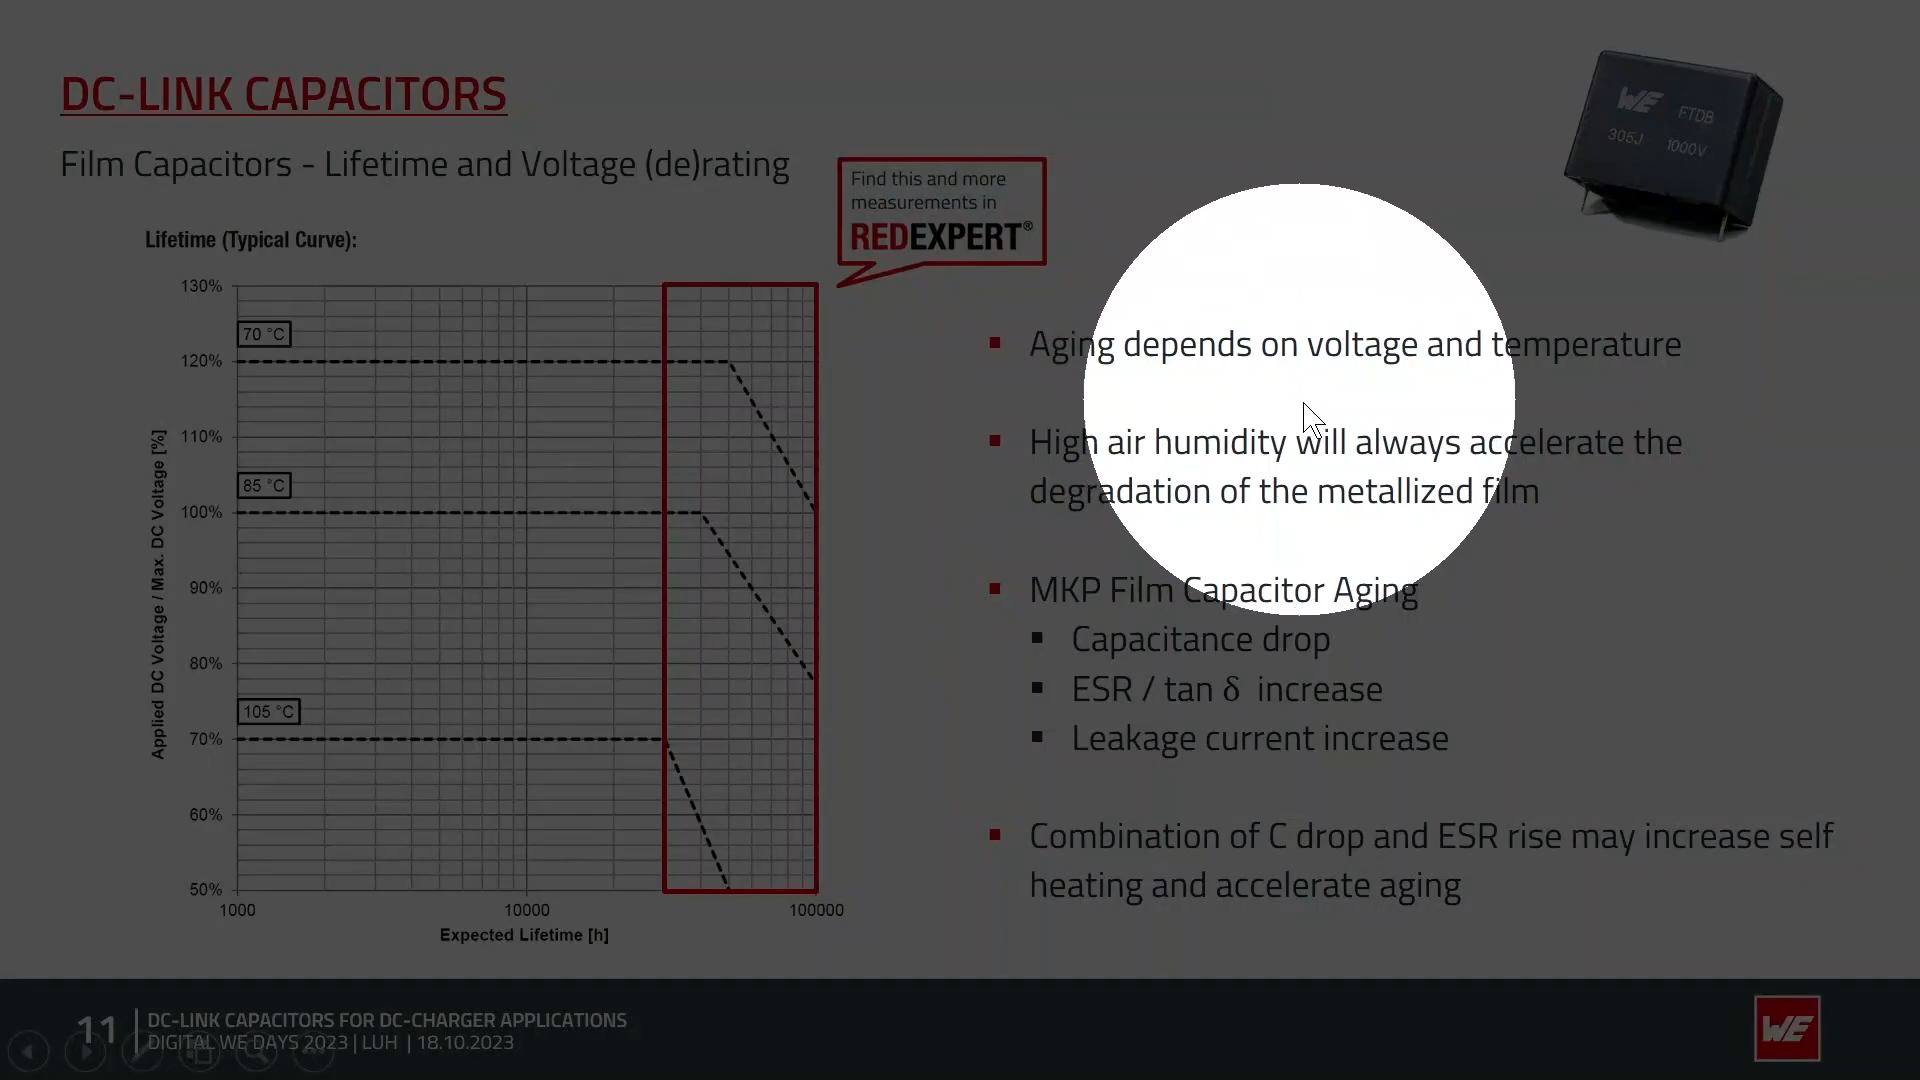 DC-LINK CAPACITORS
Film Capacitors - Lifetime and Voltage (de)rating
Find this and more
measurements in
REDEXPERT®
WE FTDB
305J 1000V
Lifetime (Typical Curve):
130%
120%
110%
100%
90%
80%
70%
60%
50%
70 °C
85 °C
105 °C
Applied DC Voltage / Max. DC Voltage [%]
1000 10000 100000
Expected Lifetime [h]
Aging depends on voltage and temperature
High air humidity will always accelerate the
degradation of the metallized film
MKP Film Capacitor Aging
Capacitance drop
ESR / tan δ increase
Leakage current increase
Combination of C drop and ESR rise may increase self
heating and accelerate aging
11
DC-LINK CAPACITORS FOR DC-CHARGER APPLICATIONS
DIGITAL WE DAYS 2023 | LUH | 18.10.2023
WE